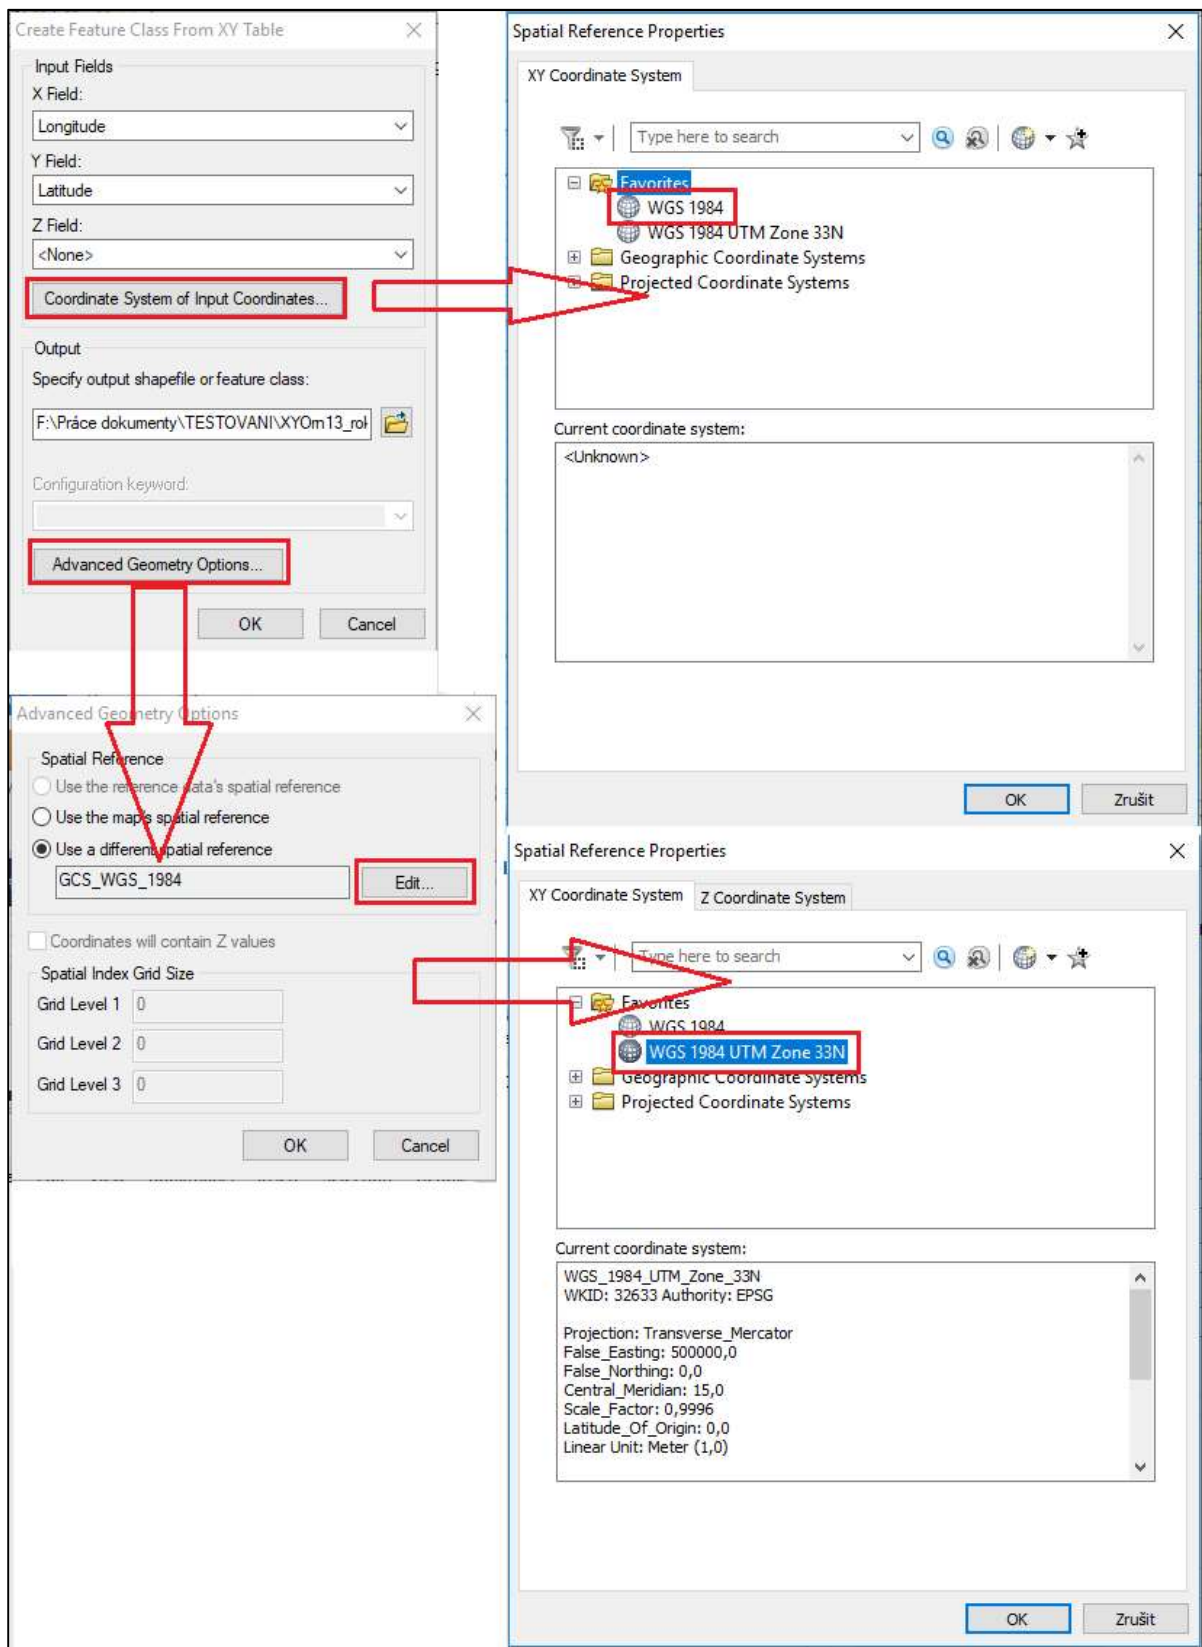 Create Feature Class From XY Table
Input Fields
X Field:
Longitude
Y Field:
Latitude
Z Field:
<None>
Coordinate System of Input Coordinates...
Output
Specify output shapefile or feature class:
F:\Práce dokumenty\TESTOVANI\XYOm13_rok
Configuration keyword:
Advanced Geometry Options...
OK Cancel
Spatial Reference Properties
XY Coordinate System
Type here to search
Favorites
WGS 1984
WGS 1984 UTM Zone 33N
Geographic Coordinate Systems
Projected Coordinate Systems
Current coordinate system:
<Unknown>
OK Zrušit
Advanced Geometry Options
Spatial Reference
Use the reference data's spatial reference
Use the map's spatial reference
Use a different spatial reference
GCS_WGS_1984 Edit...
Coordinates will contain Z values
Spatial Index Grid Size
Grid Level 1 0
Grid Level 2 0
Grid Level 3 0
OK Cancel
Spatial Reference Properties
XY Coordinate System Z Coordinate System
Type here to search
Favorites
WGS 1984
WGS 1984 UTM Zone 33N
Geographic Coordinate Systems
Projected Coordinate Systems
Current coordinate system:
WGS_1984_UTM_Zone_33N
WKID: 32633 Authority: EPSG
Projection: Transverse_Mercator
False_Easting: 500000,0
False_Northing: 0,0
Central_Meridian: 15,0
Scale_Factor: 0,9996
Latitude_Of_Origin: 0,0
Linear Unit: Meter (1,0)
OK Zrušit